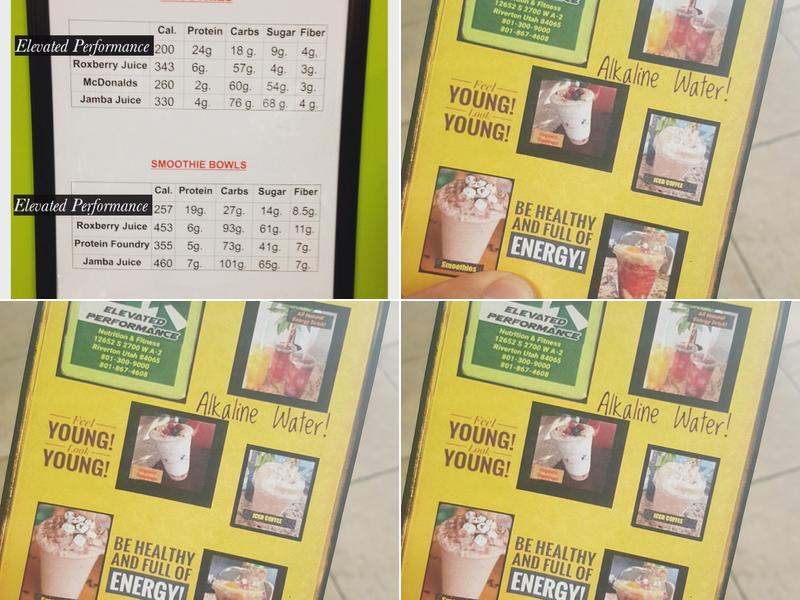 Cal. Protein Carbs Sugar Fiber
Elevated Performance 200 24g 18 g. 9g. 4g,
Roxberry Juice 343 6g. 57g. 4g. 3g.
McDonalds 260 2g. 60g. 54g. 3g.
Jamba Juice 330 4g. 76 g. 68 g. 4 g.
SMOOTHIE BOWLS
Cal. Protein Carbs Sugar Fiber
Elevated Performance 257 19g. 27g. 14g. 8.5g.
Roxberry Juice 453 6g. 93g. 61g. 11g.
Protein Foundry 355 5g. 73g. 41g. 7g.
Jamba Juice 460 7g. 101g. 65g. 7g.
Nutrition & Fitness
12652 S 2700 W A-2
Riverton Utah 84065
801-300-9000
801-867-4608
Alkaline Water!
Feel
YOUNG!
Look
YOUNG!
ICED COFFEE
BE HEALTHY
AND FULL OF
ENERGY!
Smoothies
ELEVATED
PERFORMANCE
Nutrition & Fitness
12652 S 2700 W A-2
Riverton Utah 84065
801-300-9000
801-867-4608
All Natural
Energy Drink!
Alkaline Water!
Feel
YOUNG!
Look
YOUNG!
ICED COFFEE
BE HEALTHY
AND FULL OF
ENERGY!
ELEVATED
PERFORMANCE
Nutrition & Fitness
12652 S 2700 W A-2
Riverton Utah 84065
801-300-9000
801-867-4608
All Natural
Energy Drink!
Alkaline Water!
Feel
YOUNG!
Look
YOUNG!
ICED COFFEE
BE HEALTHY
AND FULL OF
ENERGY!